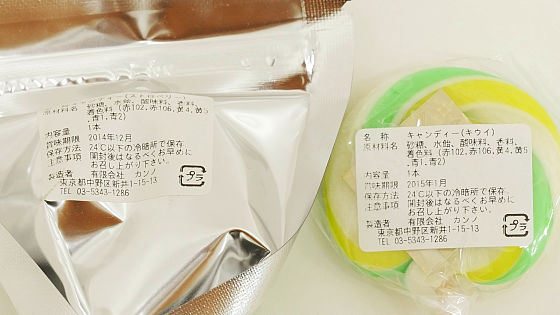 キャンディー(ストロベリー)
原材料名 砂糖、水飴、酸味料、香料、
着色料(赤102,赤106,黄4,黄5
,青1,青2)
内容量 1本
賞味期限 2014年12月
保存方法 24℃以下の冷暗所で保存
注意事項 開封後はなるべくお早めに
お召し上がり下さい。
製造者 有限会社 カンノ
東京都中野区新井1-15-13
TEL 03-5343-1286
プラ
名 称 キャンディー(キウイ)
原材料名 砂糖、水飴、酸味料、香料、
着色料(赤102,赤106,黄4,黄5
,青1,青2)
内容量 1本
賞味期限 2015年1月
保存方法 24℃以下の冷暗所で保存
注意事項 開封後はなるべくお早めに
お召し上がり下さい。
製造者 有限会社 カンノ
東京都中野区新井1-15-13
TEL 03-5343-1286
プラ